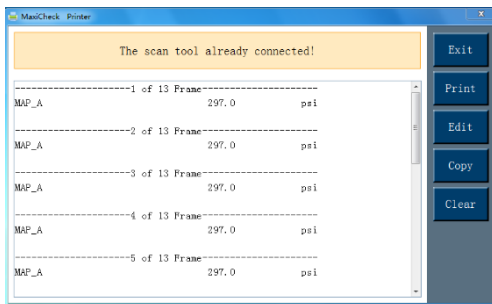 MaxiCheck Printer
x
The scan tool already connected!
Exit
Print
Edit
Copy
Clear
---------------------1 of 13 Frame---------------------
MAP_A 297.0 psi
---------------------2 of 13 Frame---------------------
MAP_A 297.0 psi
---------------------3 of 13 Frame---------------------
MAP_A 297.0 psi
---------------------4 of 13 Frame---------------------
MAP_A 297.0 psi
---------------------5 of 13 Frame---------------------
MAP_A 297.0 psi